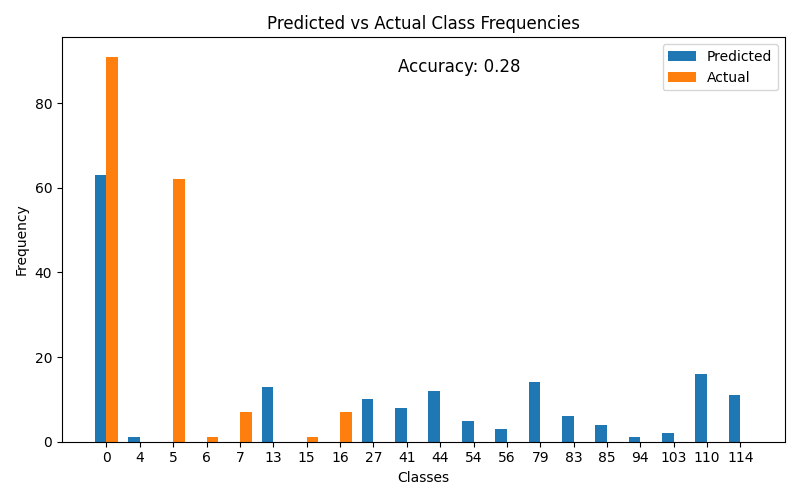 Predicted vs Actual Class Frequencies
Accuracy: 0.28
Predicted
Actual
Frequency
80
60
40
20
0
0 4 5 6 7 13 15 16 27 41 44 54 56 79 83 85 94 103 110 114
Classes